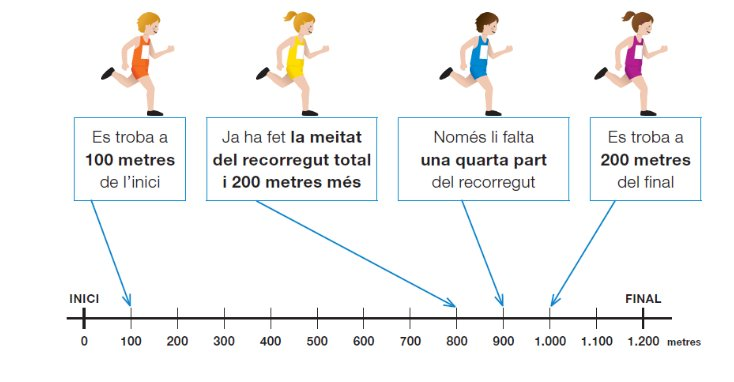 Es troba a
100 metres
de l'inici
Ja ha fet la meitat
del recorregut total
i 200 metres més
Només li falta
una quarta part
del recorregut
Es troba a
200 metres
del final
INICI
FINAL
0 100 200 300 400 500 600 700 800 900 1.000 1.100 1.200 metres